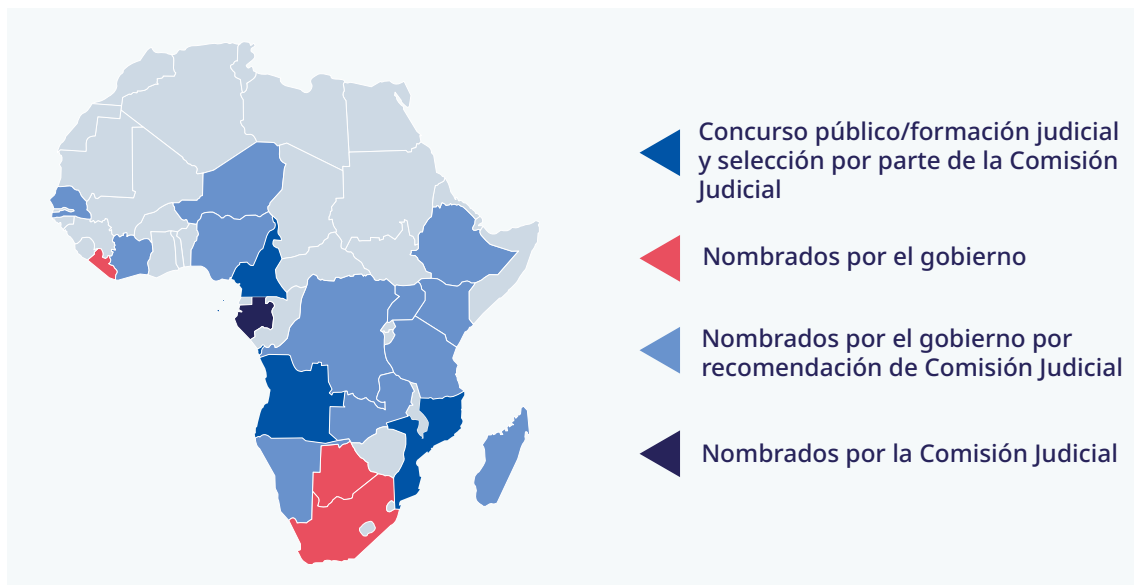 Concurso público/formación judicial
y selección por parte de la Comisión
Judicial
Nombrados por el gobierno
Nombrados por el gobierno por
recomendación de Comisión Judicial
Nombrados por la Comisión Judicial